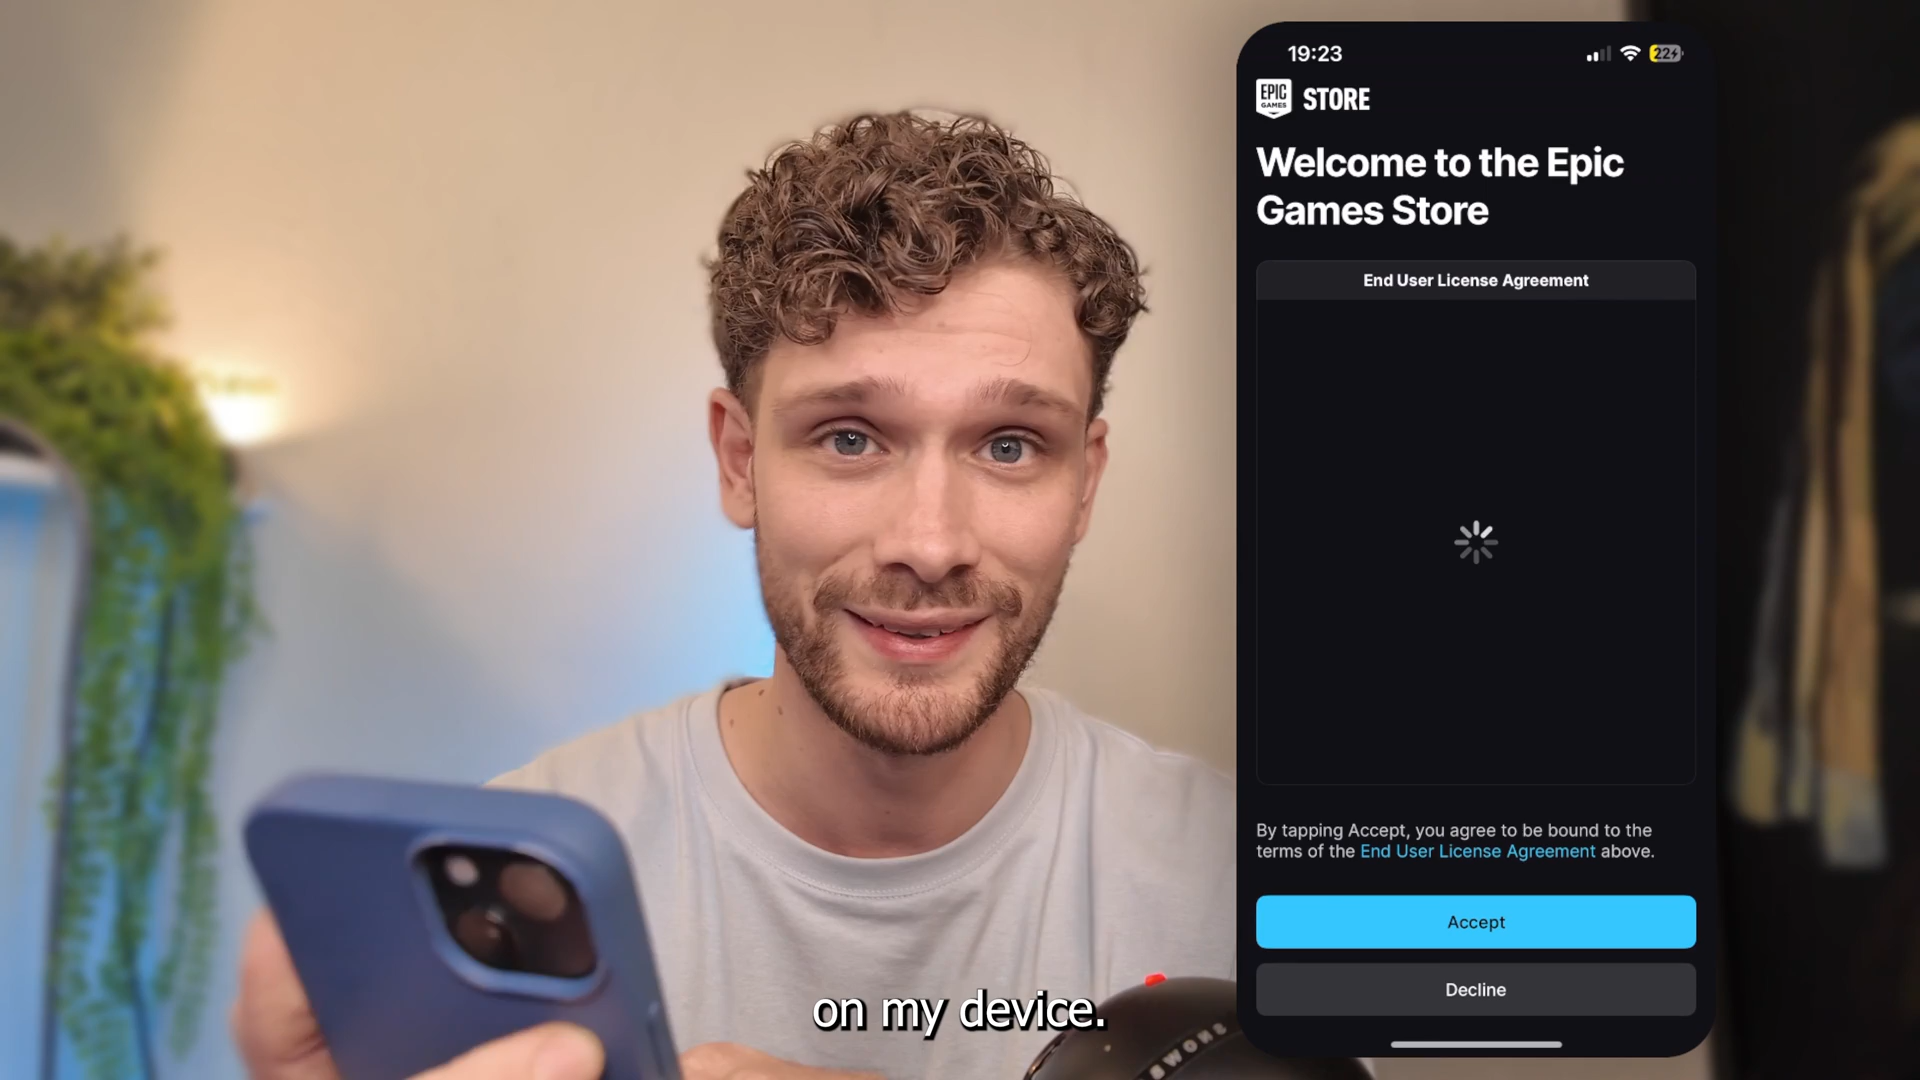 19:23
22
EPIC
GAMES
STORE
Welcome to the Epic
Games Store
End User License Agreement
By tapping Accept, you agree to be bound to the
terms of the End User License Agreement above.
Accept
Decline
on my device.